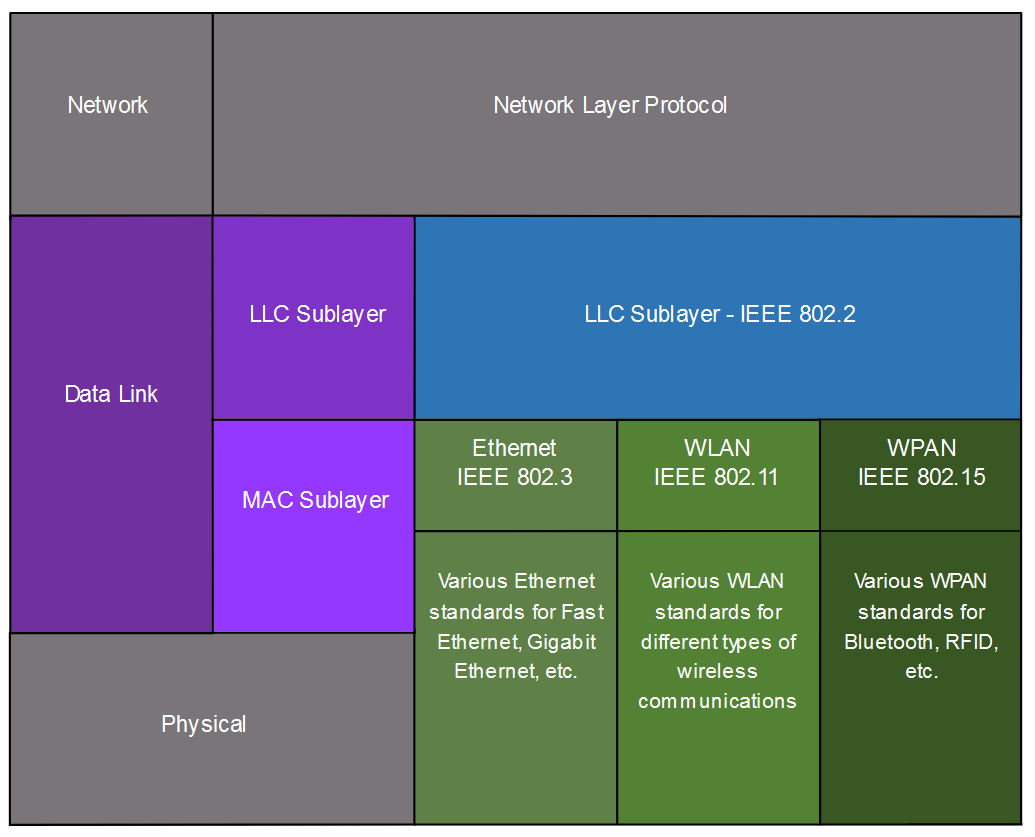 Network
Network Layer Protocol
Data Link
LLC Sublayer
LLC Sublayer - IEEE 802.2
MAC Sublayer
Ethernet
IEEE 802.3
WLAN
IEEE 802.11
WPAN
IEEE 802.15
Various Ethernet
standards for Fast
Ethernet, Gigabit
Ethernet, etc.
Various WLAN
standards for
different types of
wireless
communications
Various WPAN
standards for
Bluetooth, RFID,
etc.
Physical